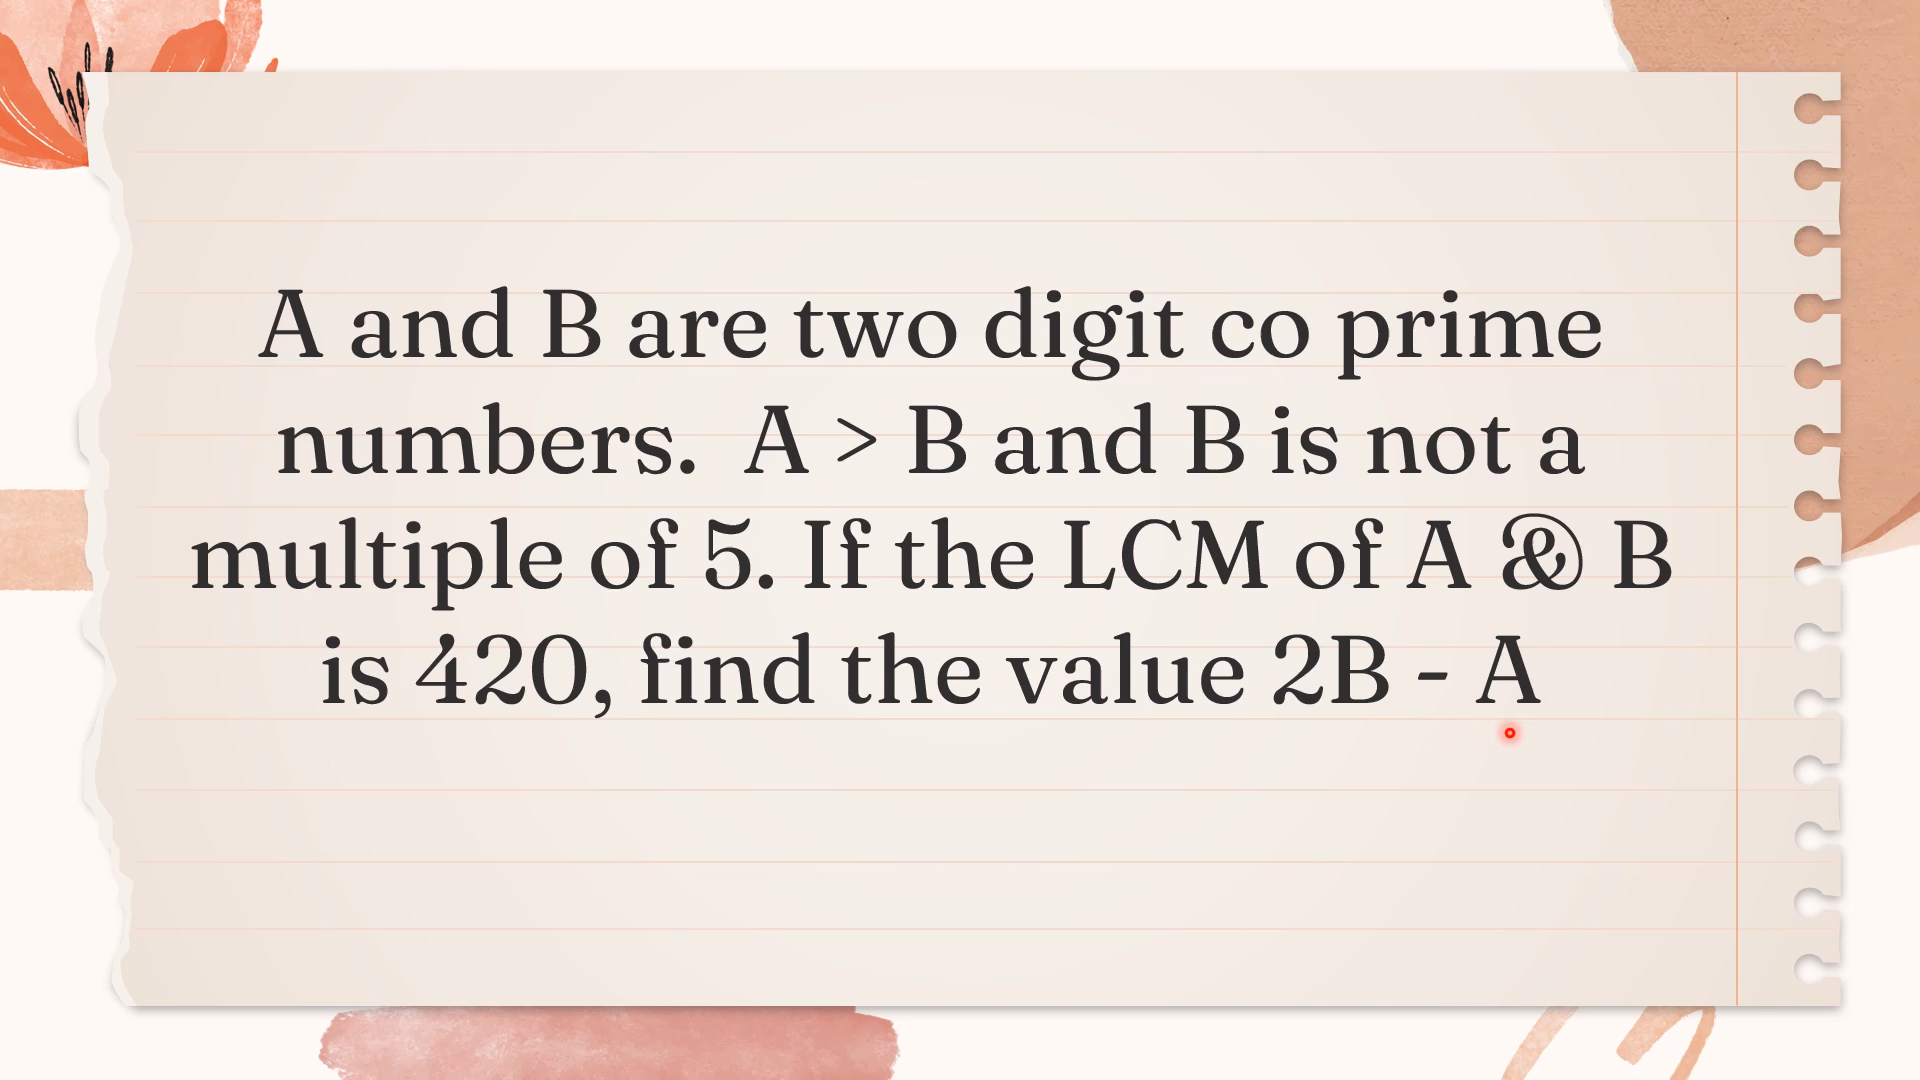 A and B are two digit co prime
numbers.  A > B and B is not a
multiple of 5. If the LCM of A & B
is 420, find the value 2B - A